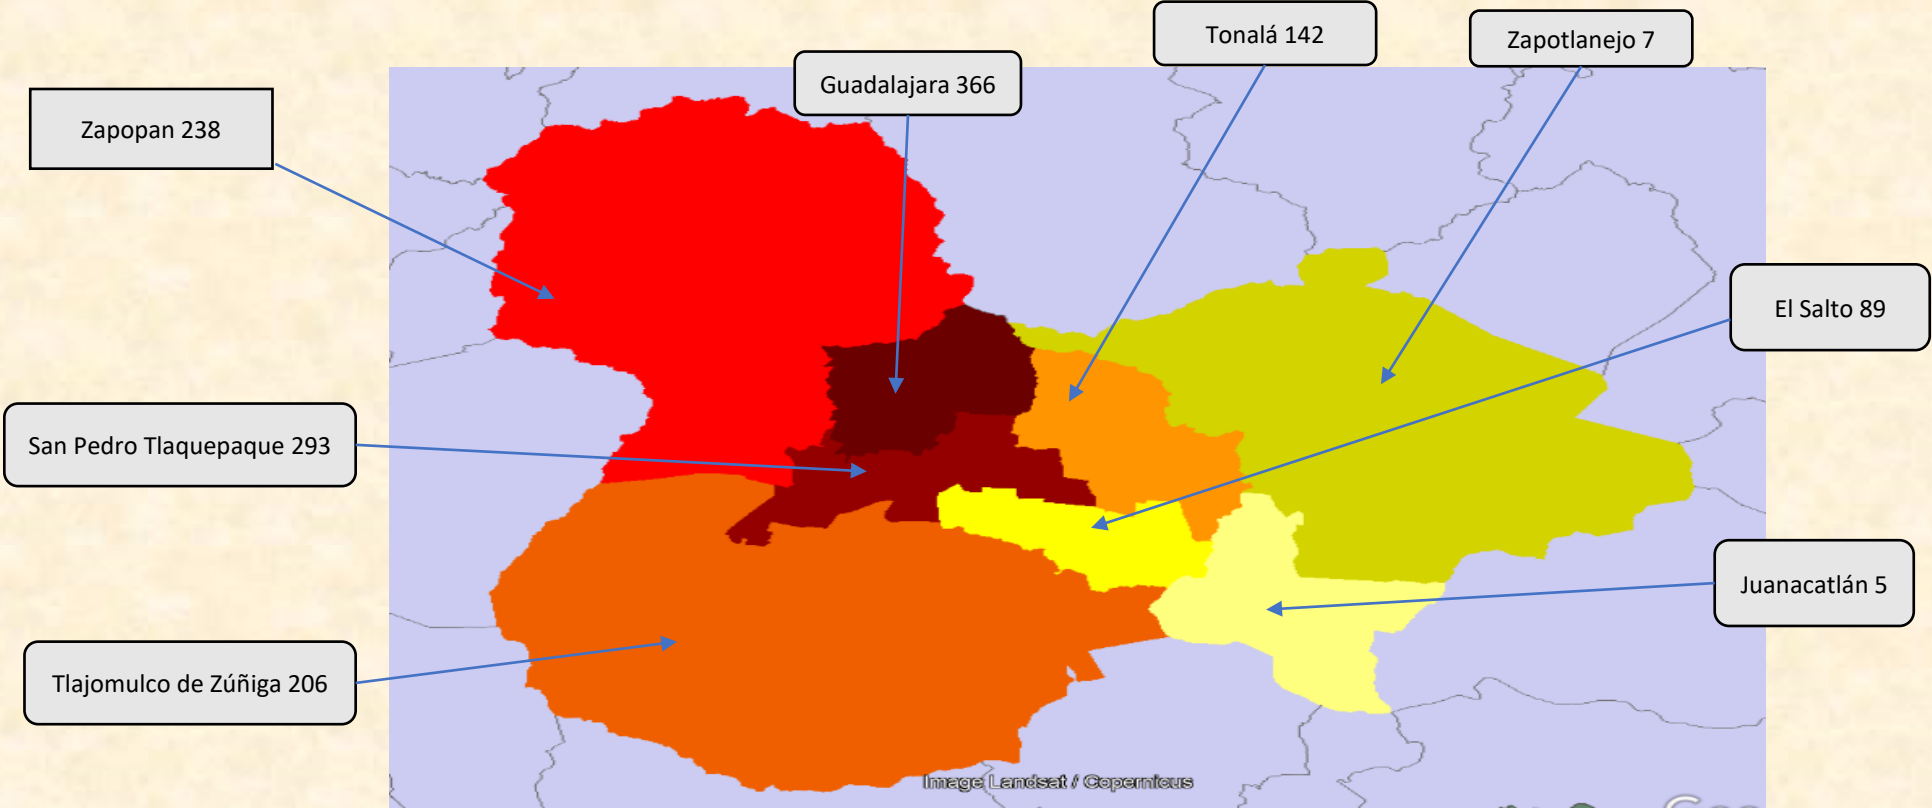 Tonalá 142
Zapotlanejo 7
Guadalajara 366
Zapopan 238
El Salto 89
San Pedro Tlaquepaque 293
Juanacatlán 5
Tlajomulco de Zúñiga 206
Image Landsat / Copernicus